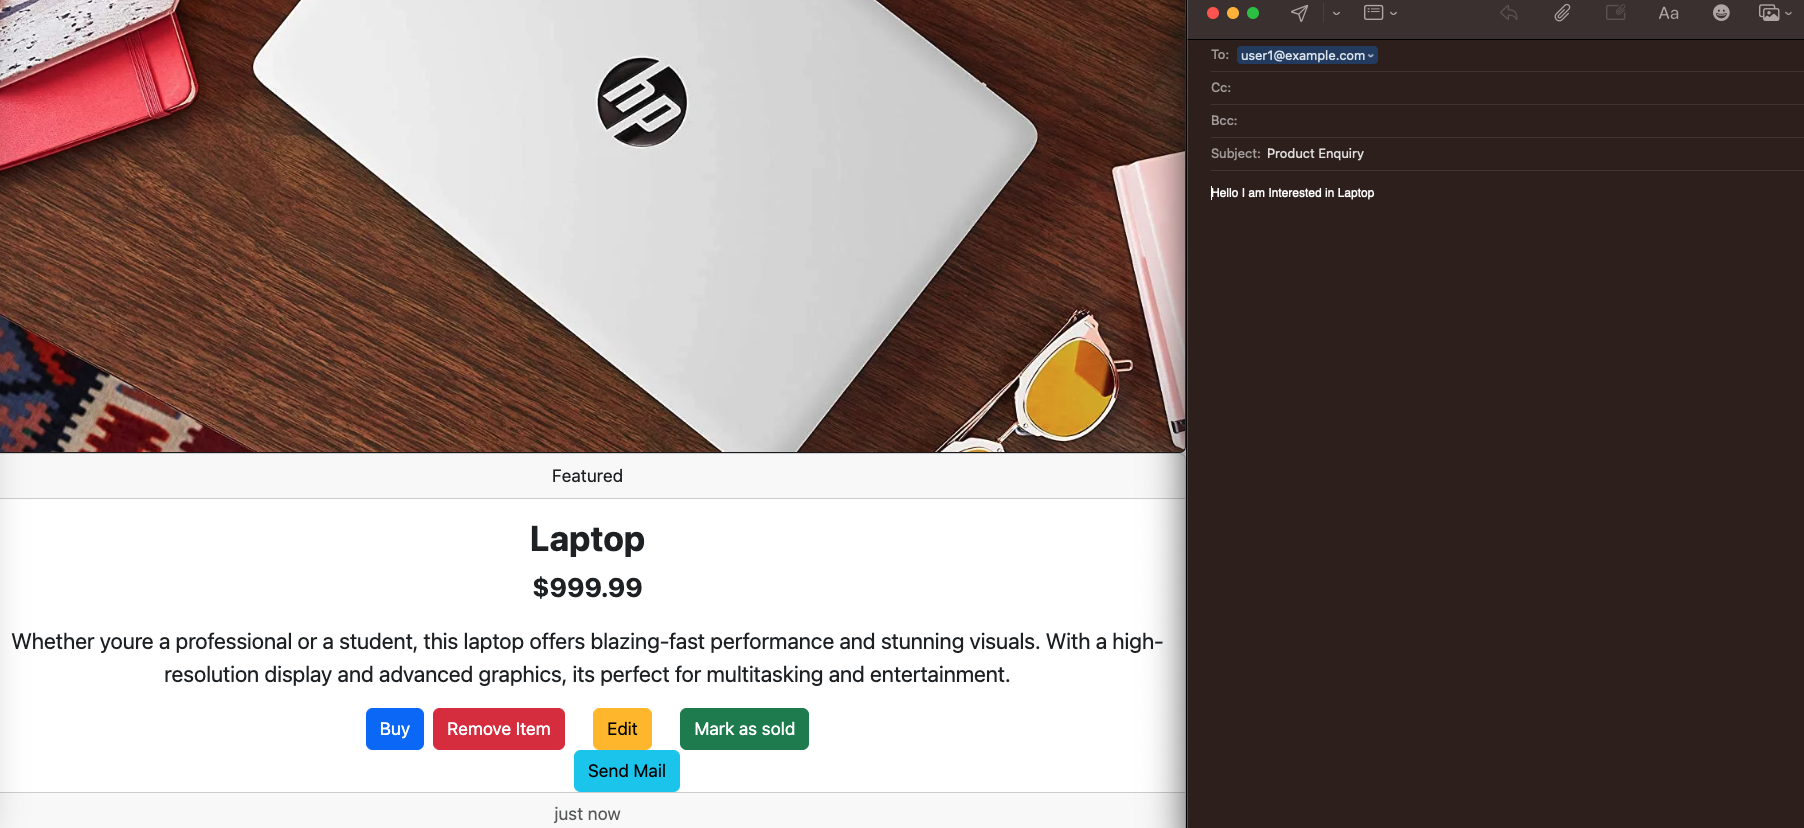 hp
Featured
Laptop
$999.99
Whether youre a professional or a student, this laptop offers blazing-fast performance and stunning visuals. With a high-
resolution display and advanced graphics, its perfect for multitasking and entertainment.
Buy Remove Item Edit Mark as sold
Send Mail
just now
Aa
To: user1@example.com
Cc:
Bcc:
Subject: Product Enquiry
Hello I am Interested in Laptop